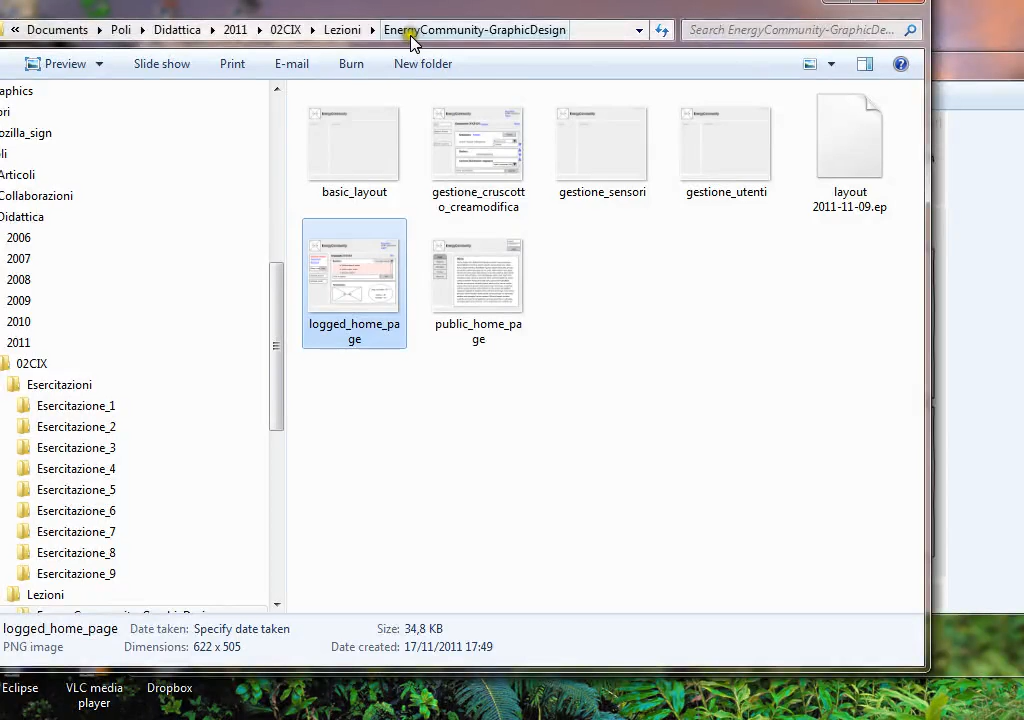 « Documents ▸ Poli ▸ Didattica ▸ 2011 ▸ 02CIX ▸ Lezioni ▸ EnergyCommunity-GraphicDesign
Search EnergyCommunity-GraphicDe...
Preview Slide show Print E-mail Burn New folder
aphics
pri
ozilla_sign
li
Articoli
Collaborazioni
Didattica
2006
2007
2008
2009
2010
2011
02CIX
Esercitazioni
Esercitazione_1
Esercitazione_2
Esercitazione_3
Esercitazione_4
Esercitazione_5
Esercitazione_6
Esercitazione_7
Esercitazione_8
Esercitazione_9
Lezioni
basic_layout
gestione_cruscott
o_creamodifica
gestione_sensori
gestione_utenti
layout
2011-11-09.ep
logged_home_pa
ge
public_home_pa
ge
logged_home_page Date taken: Specify date taken Size: 34,8 KB
PNG image Dimensions: 622 x 505 Date created: 17/11/2011 17:49
Eclipse
VLC media
player
Dropbox